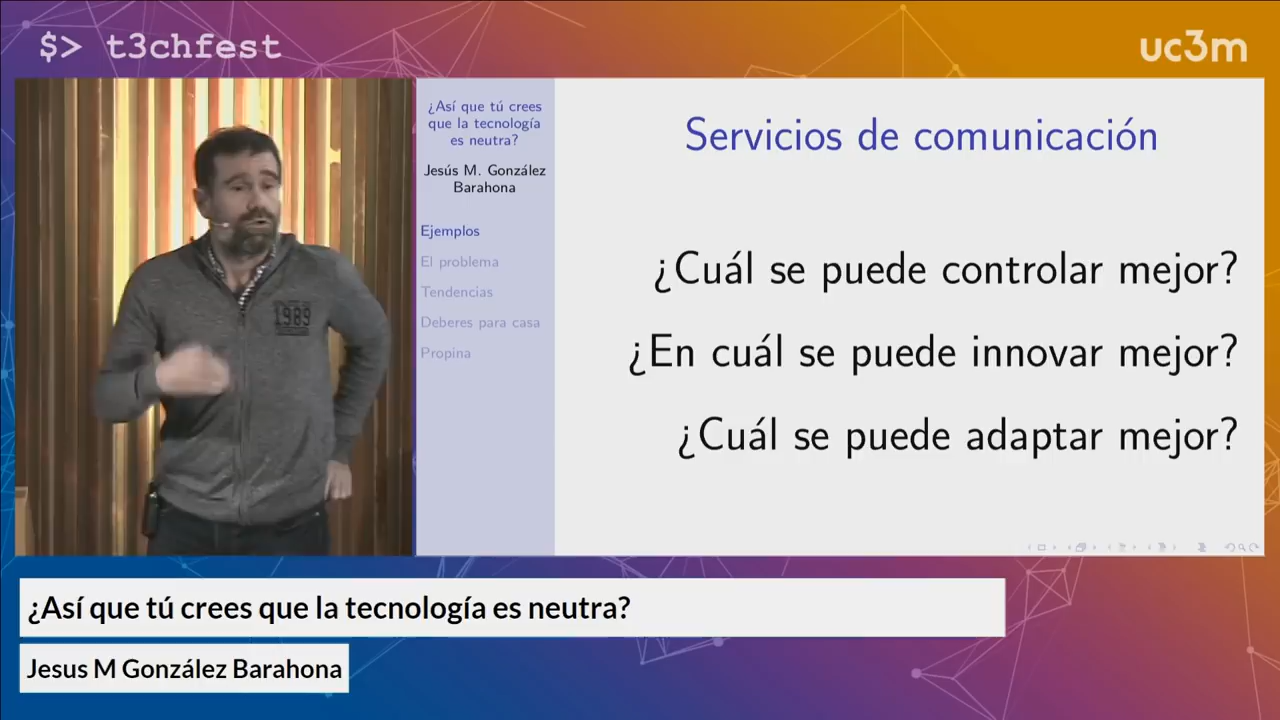 $> t3chfest
uc3m
¿Así que tú crees
que la tecnología
es neutra?
Jesús M. González
Barahona
Ejemplos
El problema
Tendencias
Deberes para casa
Propina
Servicios de comunicación
¿Cuál se puede controlar mejor?
¿En cuál se puede innovar mejor?
¿Cuál se puede adaptar mejor?
1989
¿Así que tú crees que la tecnología es neutra?
Jesus M González Barahona